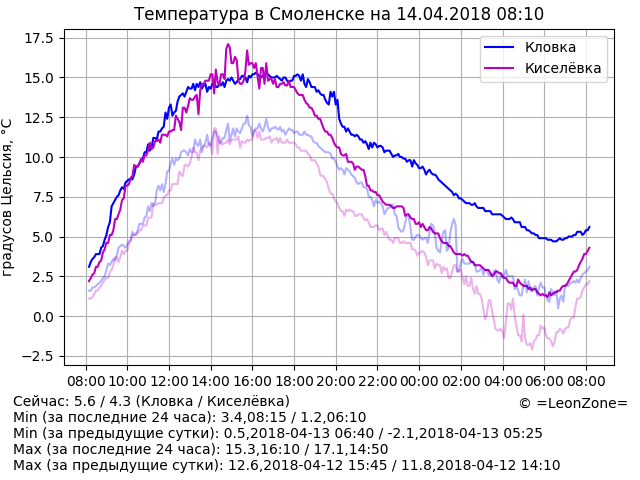 Температура в Смоленске на 14.04.2018 08:10
17.5
15.0
12.5
10.0
7.5
5.0
2.5
0.0
−2.5
градусов Цельсия, °C
Кловка
Киселёвка
08:00 10:00 12:00 14:00 16:00 18:00 20:00 22:00 00:00 02:00 04:00 06:00 08:00
Сейчас: 5.6 / 4.3 (Кловка / Киселёвка)
© =LeonZone=
Min (за последние 24 часа): 3.4,08:15 / 1.2,06:10
Min (за предыдущие сутки): 0.5,2018-04-13 06:40 / -2.1,2018-04-13 05:25
Max (за последние 24 часа): 15.3,16:10 / 17.1,14:50
Max (за предыдущие сутки): 12.6,2018-04-12 15:45 / 11.8,2018-04-12 14:10